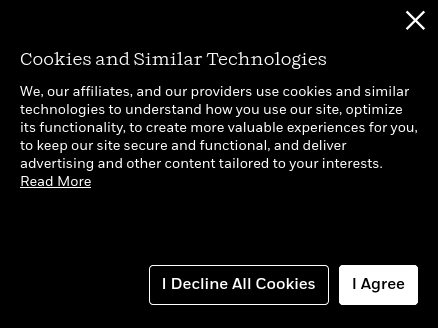 Cookies and Similar Technologies
We, our affiliates, and our providers use cookies and similar
technologies to understand how you use our site, optimize
its functionality, to create more valuable experiences for you,
to keep our site secure and functional, and deliver
advertising and other content tailored to your interests.
Read More
I Decline All Cookies
I Agree